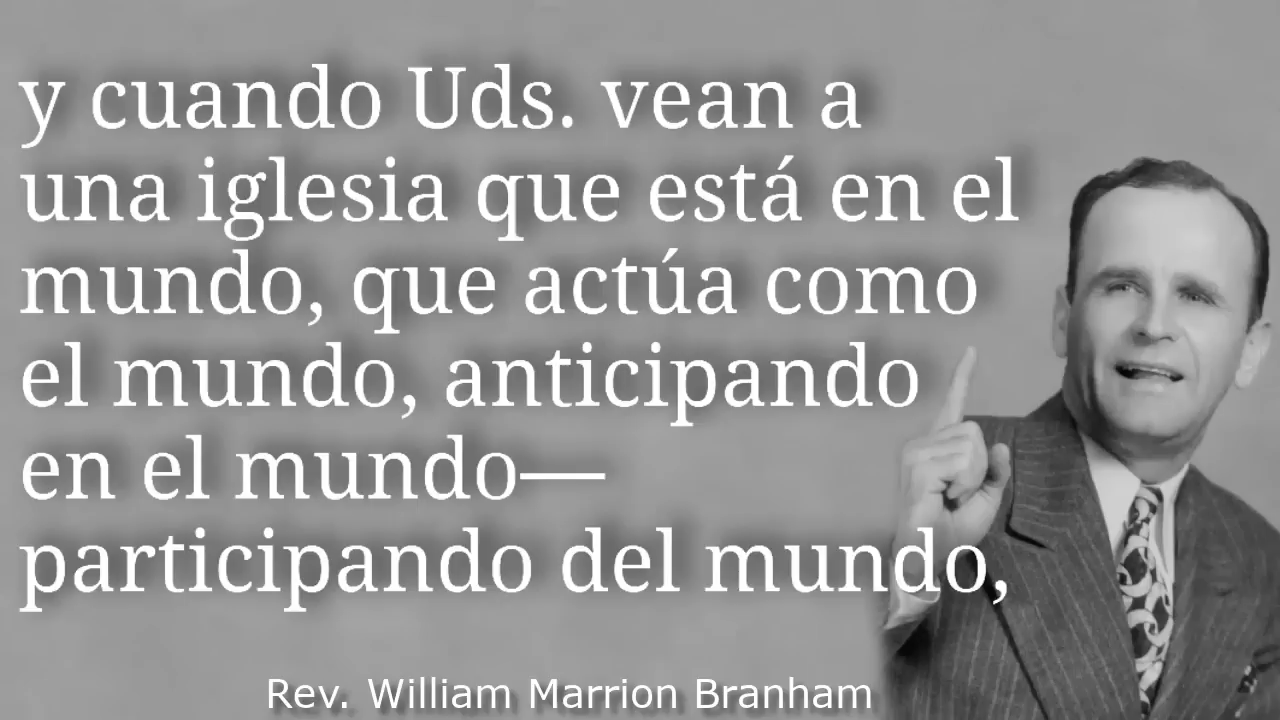 y cuando Uds. vean a
una iglesia que está en el
mundo, que actúa como
el mundo, anticipando
en el mundo—
participando del mundo,
Rev. William Marrion Branham